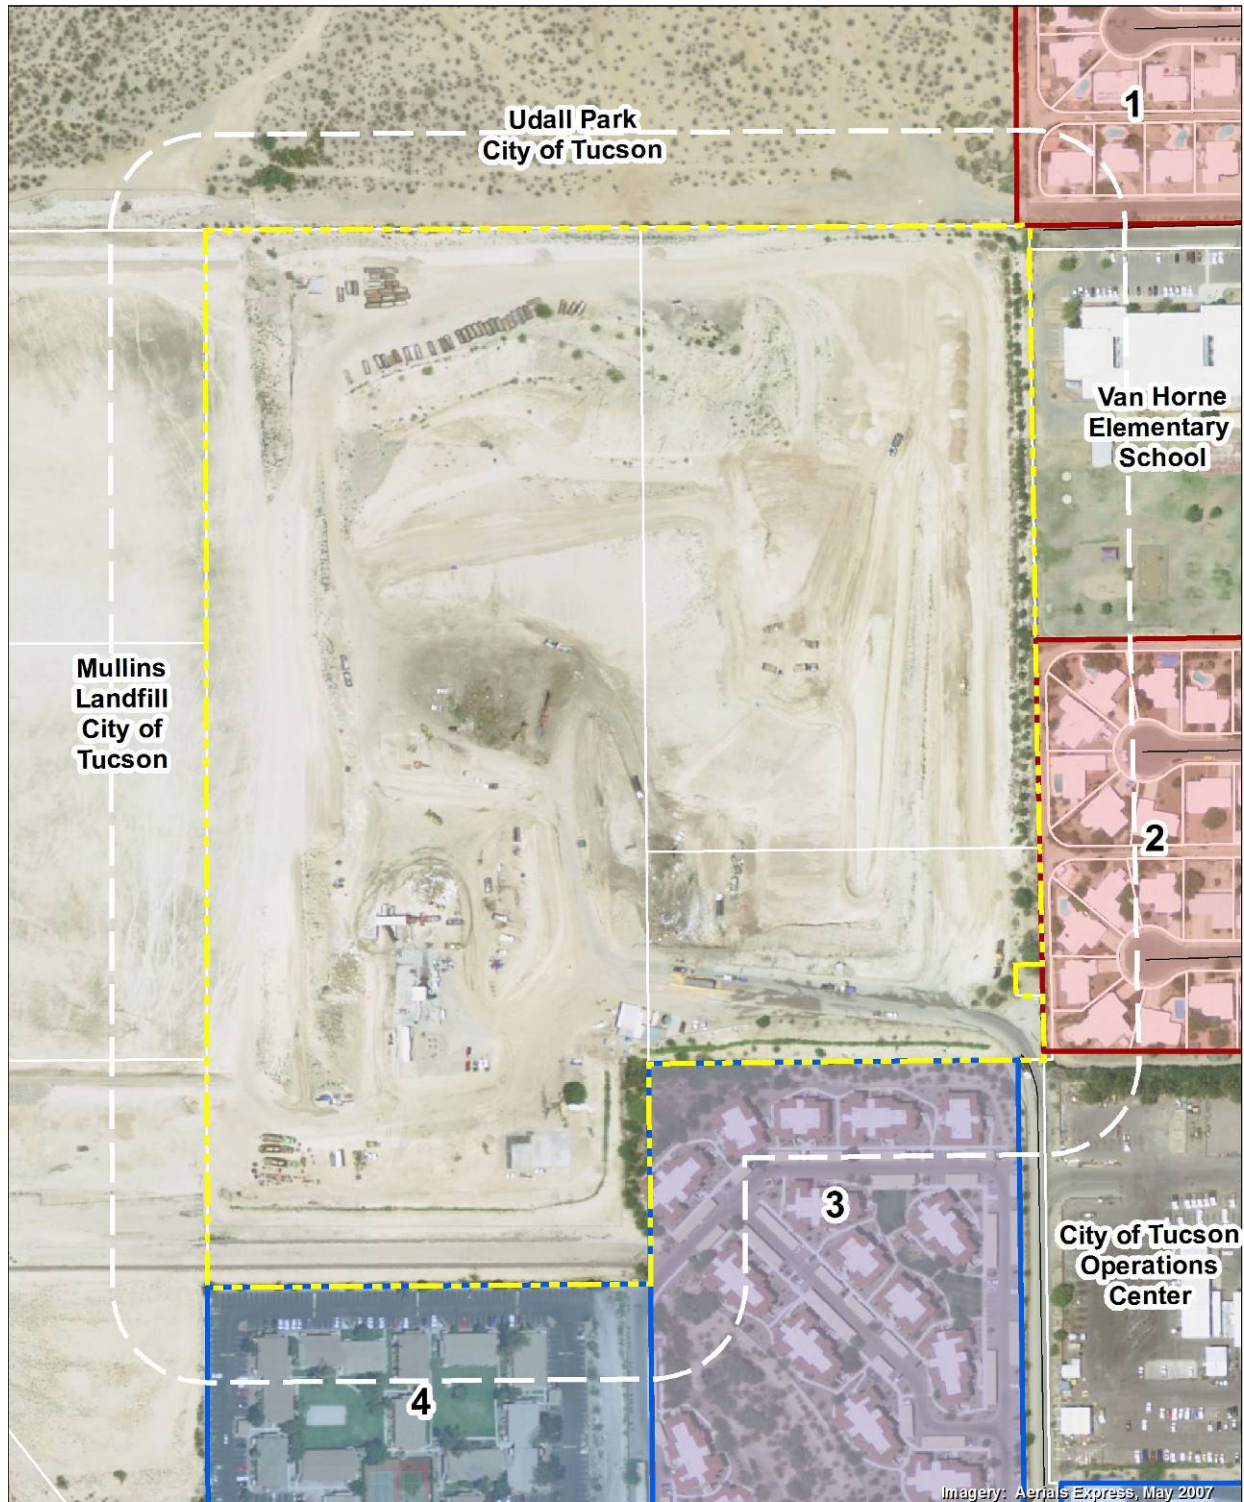 1
Udall Park
City of Tucson
Van Horne
Elementary
School
Mullins
Landfill
City of
Tucson
2
3
City of Tucson
Operations
Center
4
Imagery: Aerials Express, May 2007